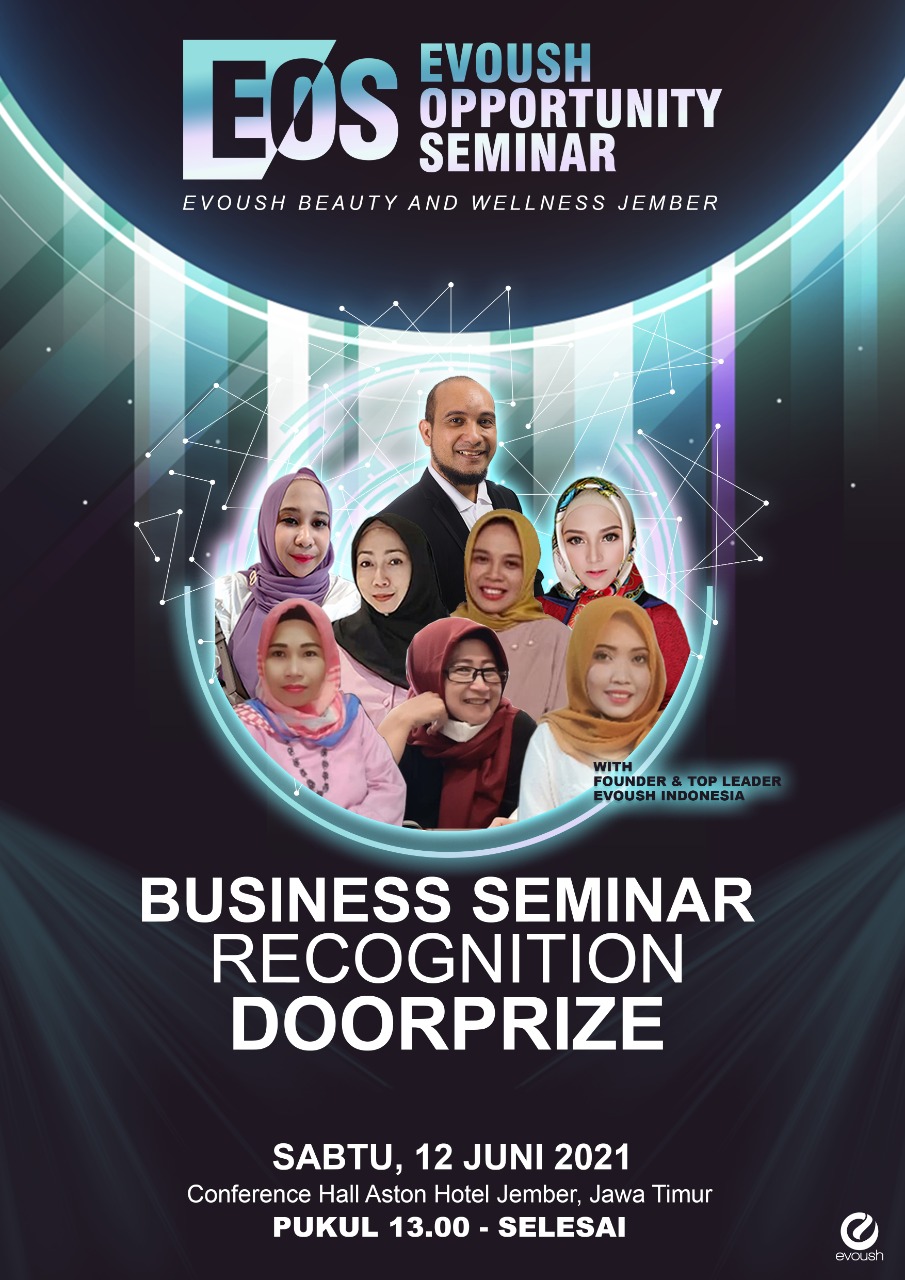 EOS
EVOUSH
OPPORTUNITY
SEMINAR
EVOUSH BEAUTY AND WELLNESS JEMBER
WITH
FOUNDER & TOP LEADER
EVOUSH INDONESIA
BUSINESS SEMINAR
RECOGNITION
DOORPRIZE
SABTU, 12 JUNI 2021
Conference Hall Aston Hotel Jember, Jawa Timur
PUKUL 13.00 - SELESAI
evoush